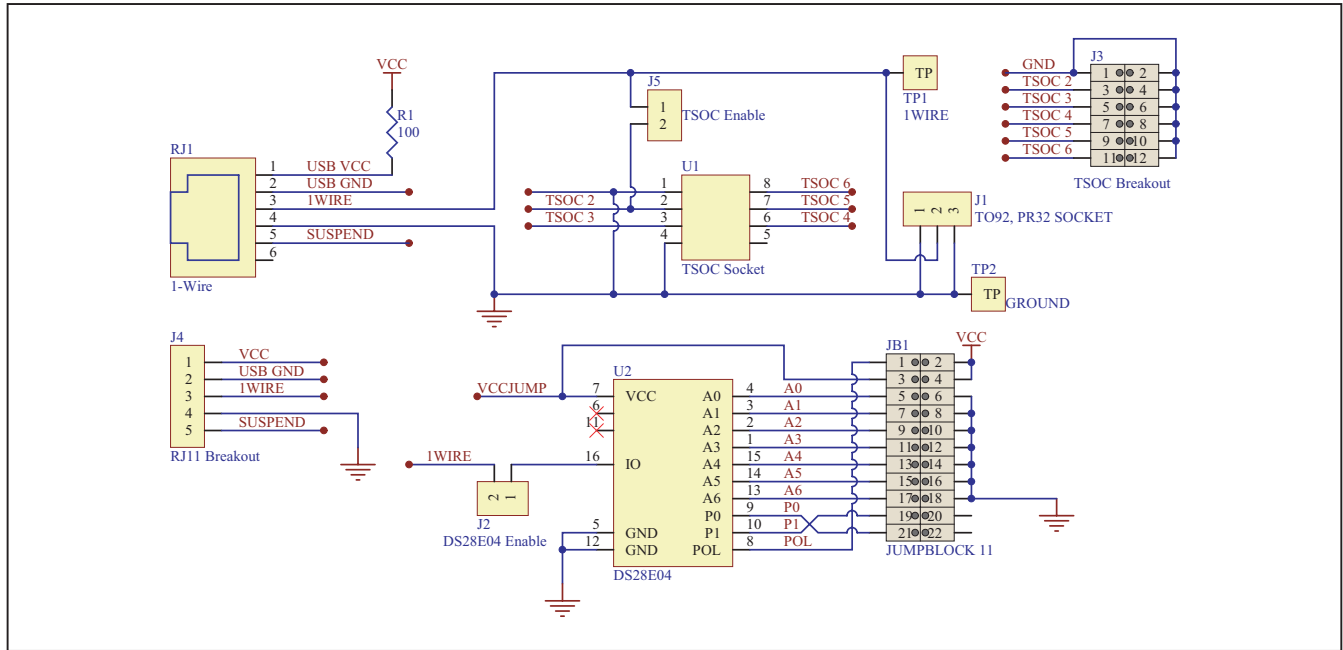 VCC
R1
100
RJ1
1 USB VCC
2 USB GND
3 1WIRE
4
5 SUSPEND
6
1-Wire
J5
1
2
TSOC Enable
TP
TP1
1WIRE
U1
1
TSOC 2 2
TSOC 3 3
4
8 TSOC 6
7 TSOC 5
6 TSOC 4
5
TSOC Socket
J3
GND 1 2
TSOC 2 3 4
TSOC 3 5 6
TSOC 4 7 8
TSOC 5 9 10
TSOC 6 11 12
TSOC Breakout
J1
1 2 3
TO92, PR32 SOCKET
TP2
TP
GROUND
J4
1 VCC
2 USB GND
3 1WIRE
4
5 SUSPEND
RJ11 Breakout
U2
VCCJUMP 7 VCC
6
11
1WIRE 16 IO
2 1
J2
DS28E04 Enable
5 GND
12 GND
A0 4 A0
A1 3 A1
A2 2 A2
A3 1 A3
A4 15 A4
A5 14 A5
A6 13 A6
P0 9 P0
P1 10 P1
POL 8 POL
DS28E04
JB1
VCC
1 2
3 4
5 6
7 8
9 10
11 12
13 14
15 16
17 18
19 20
21 22
JUMPBLOCK 11